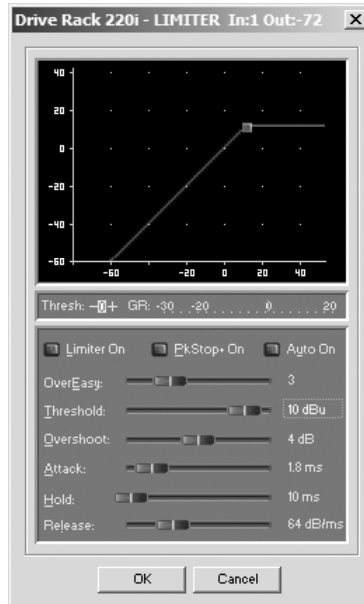 Drive Rack 220i - LIMITER In:1 Out:-72
40
20
0
-20
-40
-60
-60 -40 -20 0 20 40
Thresh: GR: -30 -20 0 20
Limiter On PkStop+ On Auto On
OverEasy: 3
Threshold: 10 dBu
Overshoot: 4 dB
Attack: 1.8 ms
Hold: 10 ms
Release: 64 dB/ms
OK Cancel